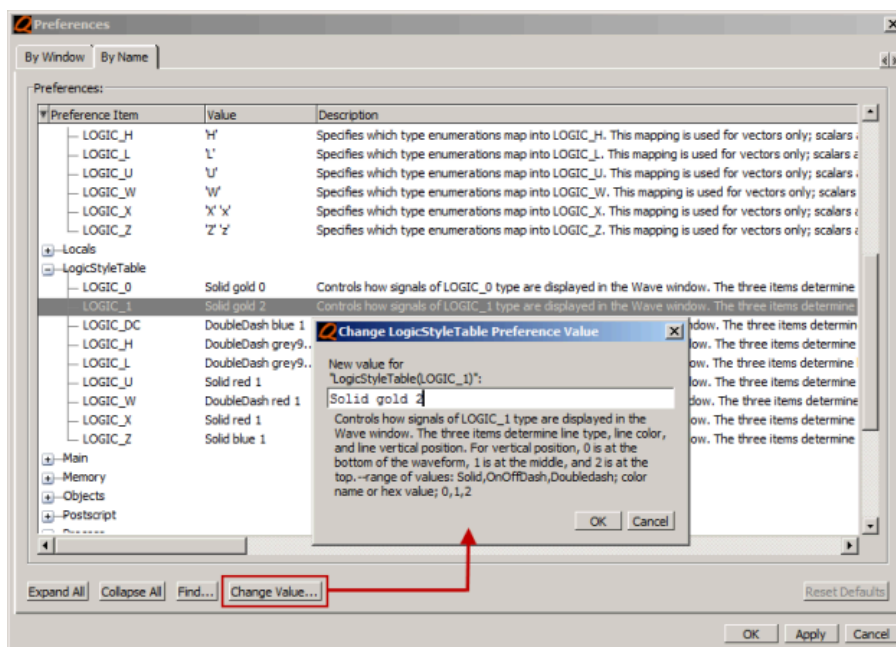 Preferences
By Window By Name
Preferences:
Preference Item Value Description
LOGIC_H 'H' Specifies which type enumerations map into LOGIC_H. This mapping is used for vectors only; scalars
LOGIC_L 'L' Specifies which type enumerations map into LOGIC_L. This mapping is used for vectors only; scalars a
LOGIC_U 'U' Specifies which type enumerations map into LOGIC_U. This mapping is used for vectors only; scalars
LOGIC_W 'W' Specifies which type enumerations map into LOGIC_W. This mapping is used for vectors only; scalars
LOGIC_X 'X' 'x' Specifies which type enumerations map into LOGIC_X. This mapping is used for vectors only; scalars
LOGIC_Z 'Z' 'z' Specifies which type enumerations map into LOGIC_Z. This mapping is used for vectors only; scalars
Locals
LogicStyleTable
LOGIC_0 Solid gold 0 Controls how signals of LOGIC_0 type are displayed in the Wave window. The three items determine
LOGIC_1 Solid gold 2 Controls how signals of LOGIC_1 type are displayed in the Wave window. The three items determine
LOGIC_DC DoubleDash blue 1 ndow. The three items determin
LOGIC_H DoubleDash grey9.. dow. The three items determine
LOGIC_L DoubleDash grey9.. ow. The three items determine
LOGIC_U Solid red 1 low. The three items determine
LOGIC_W DoubleDash red 1 dow. The three items determine
LOGIC_X Solid red 1 ow. The three items determine
LOGIC_Z Solid blue 1 ow. The three items determine
Main
Memory
Objects
Postscript
Change LogicStyleTable Preference Value
New value for
"LogicStyleTable(LOGIC_1)":
Solid gold 2
Controls how signals of LOGIC_1 type are displayed in the
Wave window. The three items determine line type, line color,
and line vertical position. For vertical position, 0 is at the
bottom of the waveform, 1 is at the middle, and 2 is at the
top.--range of values: Solid,OnOffDash,Doubledash; color
name or hex value; 0,1,2
OK Cancel
Expand All Collapse All Find... Change Value... Reset Defaults
OK Apply Cancel